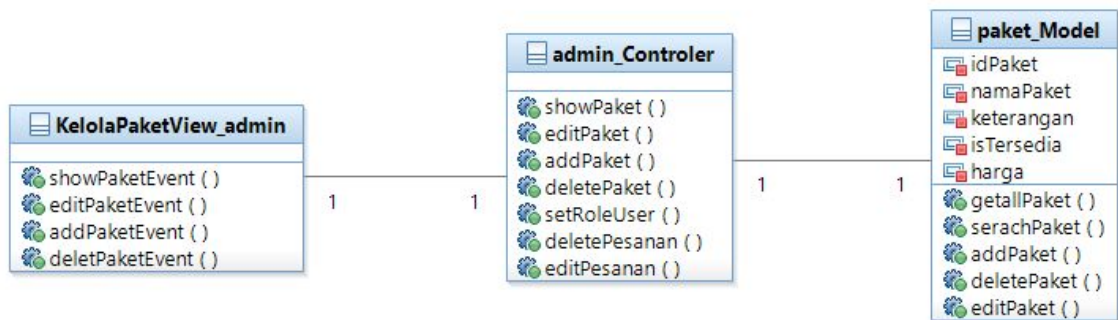 KelolaPaketView_admin
showPaketEvent ( )
editPaketEvent ( )
addPaketEvent ( )
deletPaketEvent ( )
1
1
admin_Controler
showPaket ( )
editPaket ( )
addPaket ( )
deletePaket ( )
setRoleUser ( )
deletePesanan ( )
editPesanan ( )
1
1
paket_Model
idPaket
namaPaket
keterangan
isTersedia
harga
getallPaket ( )
serachPaket ( )
addPaket ( )
deletePaket ( )
editPaket ( )